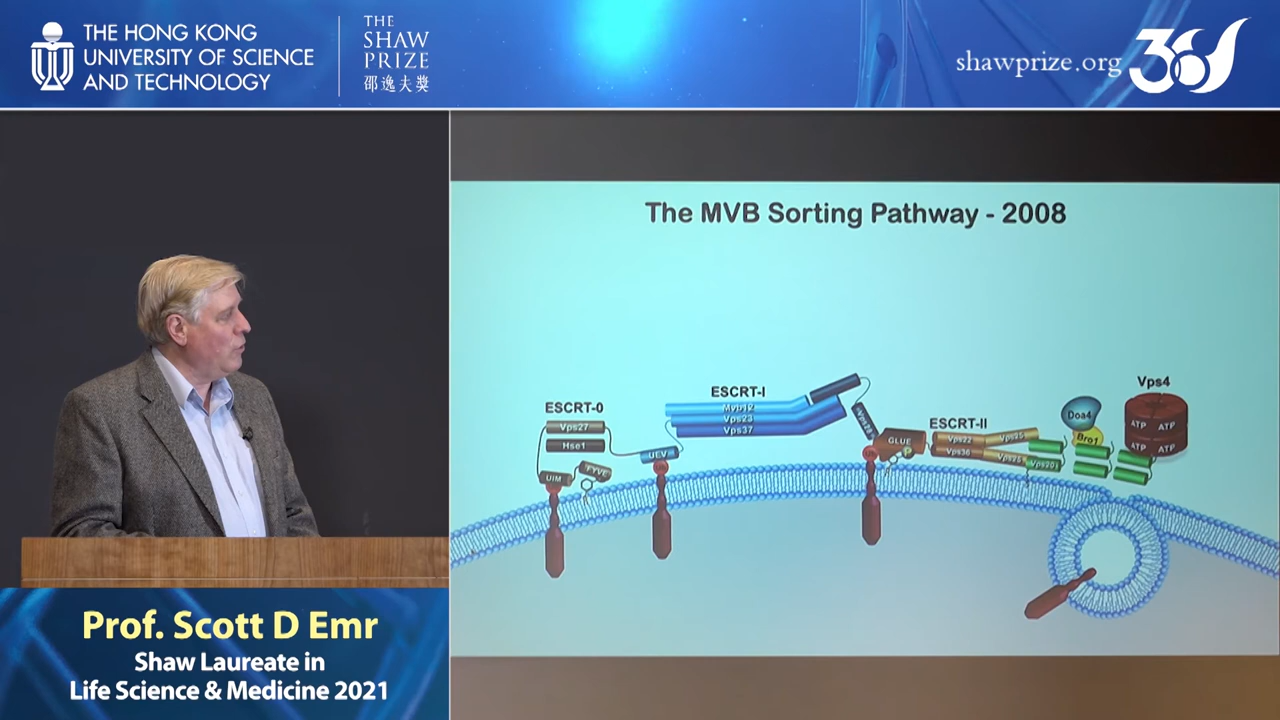 THE HONG KONG
UNIVERSITY OF SCIENCE
AND TECHNOLOGY
THE
SHAW
PRIZE
邵逸夫獎
shawprize.org
The MVB Sorting Pathway - 2008
ESCRT-0
Vps27
Hse1
UIM
FYVE
ESCRT-I
Mvb12
Vps23
Vps37
UEV
Vps28
GLUE
P
ESCRT-II
Vps22
Vps25
Vps36
Vps25
Vps20
Doa4
Bro1
Vps4
ATP ATP
ATP ATP
Prof. Scott D Emr
Shaw Laureate in
Life Science & Medicine 2021